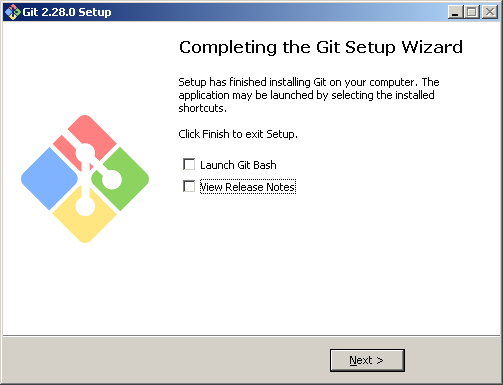 Git 2.28.0 Setup
Completing the Git Setup Wizard
Setup has finished installing Git on your computer. The
application may be launched by selecting the installed
shortcuts.
Click Finish to exit Setup.
Launch Git Bash
View Release Notes
Next >